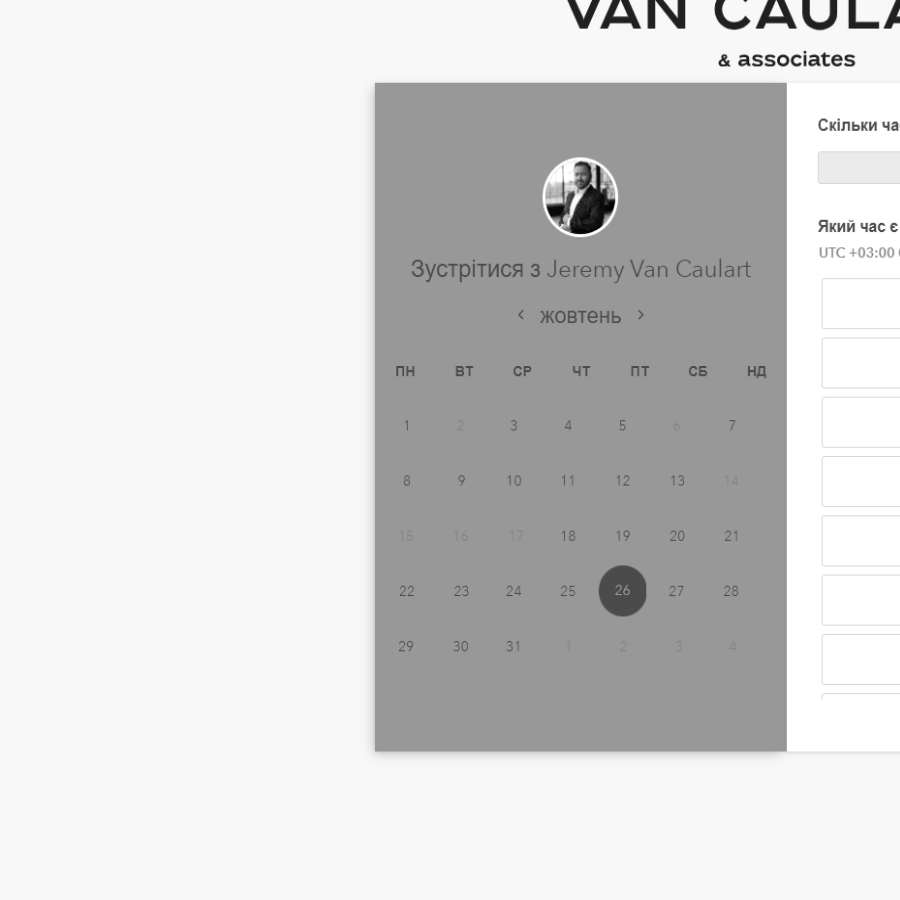 VAN CAULA
& associates
Скільки ча
Зустрітися з Jeremy Van Caulart
‹ жовтень ›
ПН ВТ СР ЧТ ПТ СБ НД
1 2 3 4 5 6 7
8 9 10 11 12 13 14
15 16 17 18 19 20 21
22 23 24 25 26 27 28
29 30 31 1 2 3 4
Який час є
UTC +03:00